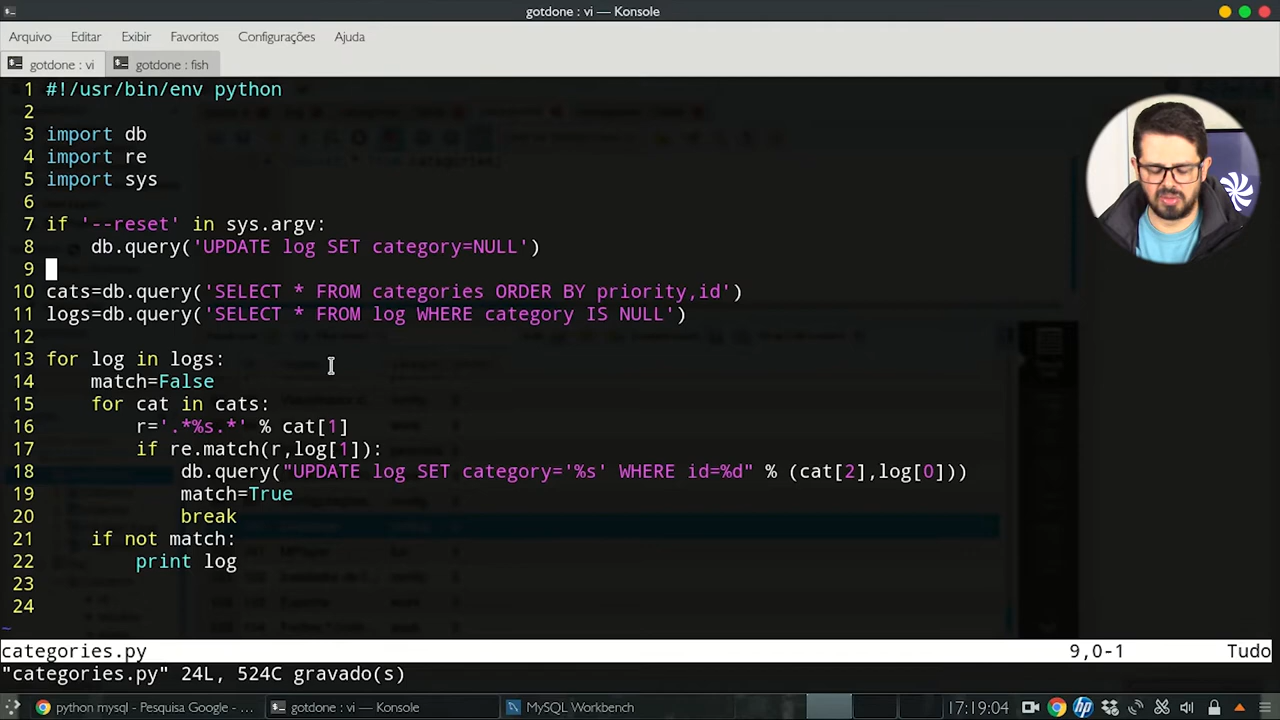 gotdone : vi — Konsole
Arquivo Editar Exibir Favoritos Configurações Ajuda
gotdone : vi gotdone : fish
1 #!/usr/bin/env python
2
3 import db
4 import re
5 import sys
6
7 if '--reset' in sys.argv:
8     db.query('UPDATE log SET category=NULL')
9
10 cats=db.query('SELECT * FROM categories ORDER BY priority,id')
11 logs=db.query('SELECT * FROM log WHERE category IS NULL')
12
13 for log in logs:
14     match=False
15     for cat in cats:
16         r='.*%s.*' % cat[1]
17         if re.match(r,log[1]):
18             db.query("UPDATE log SET category='%s' WHERE id=%d" % (cat[2],log[0]))
19             match=True
20             break
21     if not match:
22         print log
23
24
~
categories.py 9,0-1 Tudo
"categories.py" 24L, 524C gravado(s)
python mysql - Pesquisa Google - ... gotdone : vi — Konsole MySQL Workbench 17:19:04